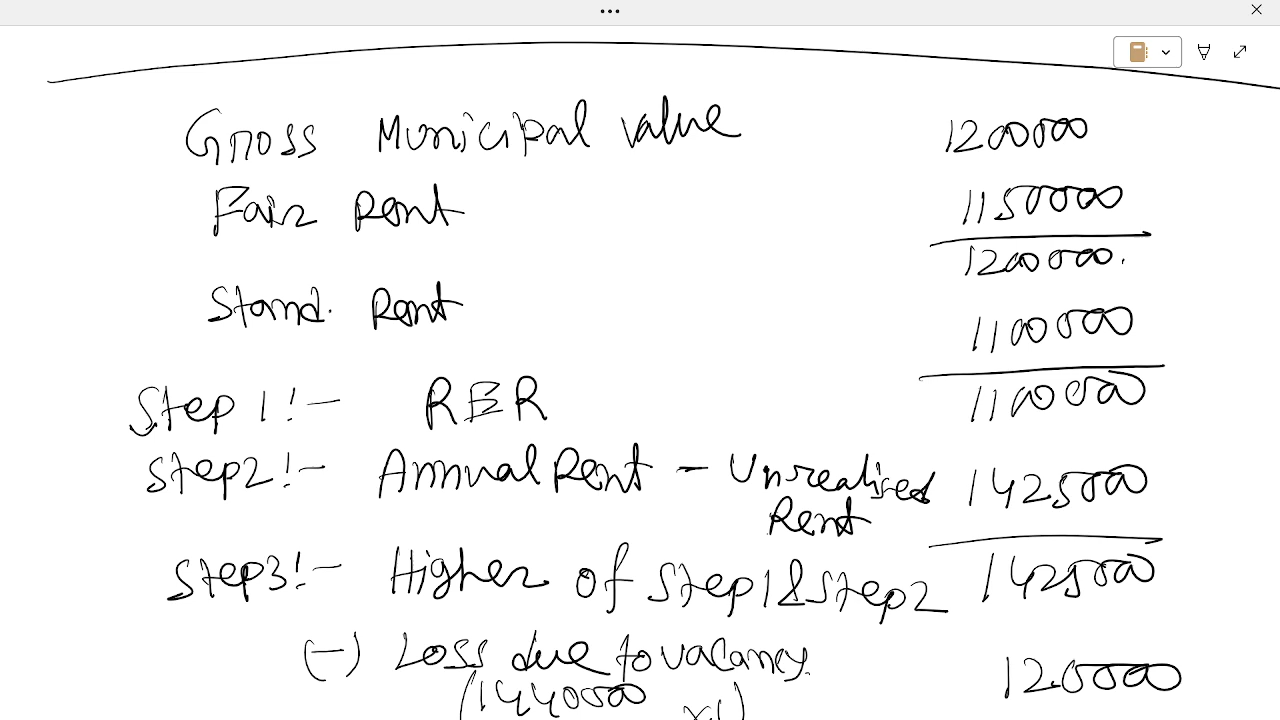 Gross Municipal Value 1200000
Fair Rent 1150000
1200000.
Stand. Rent 1100000
Step 1:- RER 1100000
Step2:- Annual Rent - Unrealised Rent 1425000
Step3:- Higher of Step1&Step2 1425000
(-) Loss due to vacancy. 120000
(1440000 x1)